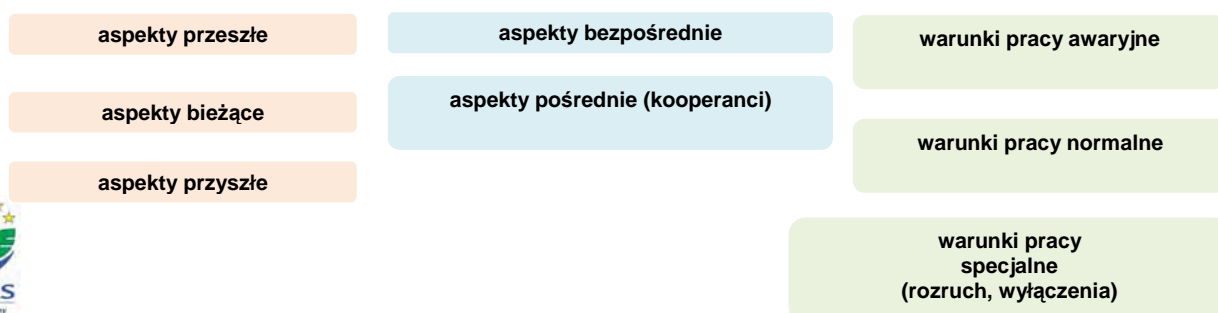 aspekty przeszłe
aspekty bieżące
aspekty przyszłe
aspekty bezpośrednie
aspekty pośrednie (kooperanci)
warunki pracy awaryjne
warunki pracy normalne
warunki pracy
specjalne
(rozruch, wyłączenia)